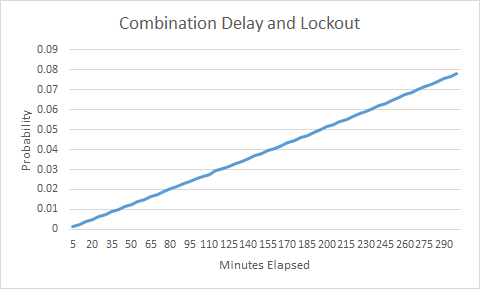 Combination Delay and Lockout
0.09
0.08
0.07
0.06
0.05
0.04
0.03
0.02
0.01
0
Probability
5 20 35 50 65 80 95 110 125 140 155 170 185 200 215 230 245 260 275 290
Minutes Elapsed